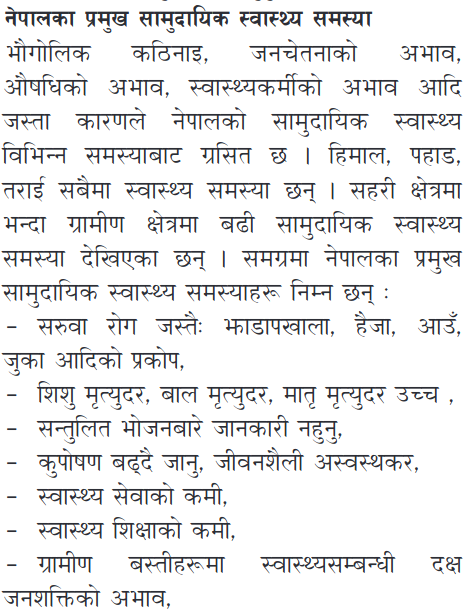 नेपालका प्रमुख सामुदायिक स्वास्थ्य समस्या
भौगोलिक कठिनाइ, जनचेतनाको अभाव,
औषधिको अभाव, स्वास्थ्यकर्मीको अभाव आदि
जस्ता कारणले नेपालको सामुदायिक स्वास्थ्य
विभिन्न समस्याबाट ग्रसित छ । हिमाल, पहाड,
तराई सबैमा स्वास्थ्य समस्या छन् । सहरी क्षेत्रमा
भन्दा ग्रामीण क्षेत्रमा बढी सामुदायिक स्वास्थ्य
समस्या देखिएका छन् । समग्रमा नेपालका प्रमुख
सामुदायिक स्वास्थ्य समस्याहरू निम्न छन् :
– सरुवा रोग जस्तैः झाडापखाला, हैजा, आउँ,
जुका आदिको प्रकोप,
– शिशु मृत्युदर, बाल मृत्युदर, मातृ मृत्युदर उच्च ,
– सन्तुलित भोजनबारे जानकारी नहुनु,
– कुपोषण बढ्दै जानु, जीवनशैली अस्वस्थकर,
– स्वास्थ्य सेवाको कमी,
– स्वास्थ्य शिक्षाको कमी,
– ग्रामीण बस्तीहरूमा स्वास्थ्यसम्बन्धी दक्ष
जनशक्तिको अभाव,